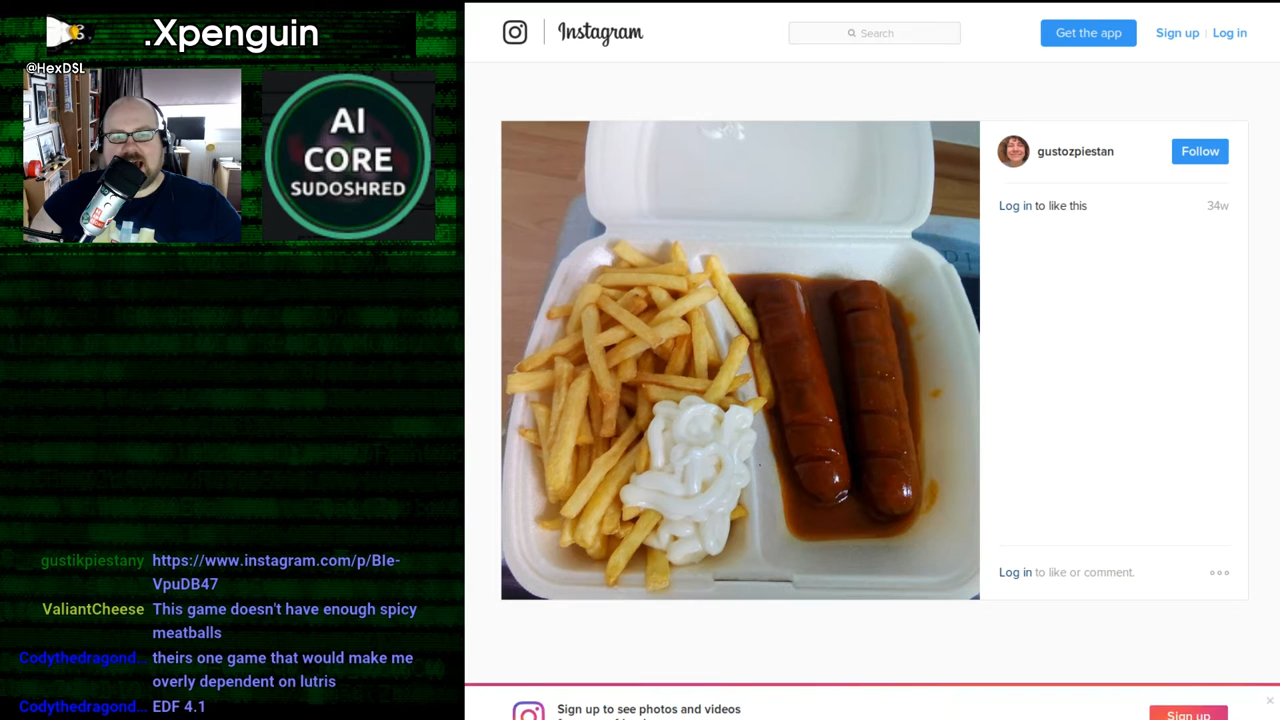 .Xpenguin
@HexDSL
AI
CORE
SUDOSHRED
gustikpiestany https://www.instagram.com/p/BIe-
VpuDB47
ValiantCheese This game doesn't have enough spicy
meatballs
Codythedragond... theirs one game that would make me
overly dependent on lutris
Codythedragond... EDF 4.1
Instagram
Search
Get the app
Sign up
Log in
gustozpiestan
Follow
Log in to like this
34w
Log in to like or comment.
Sign up to see photos and videos
Sign up